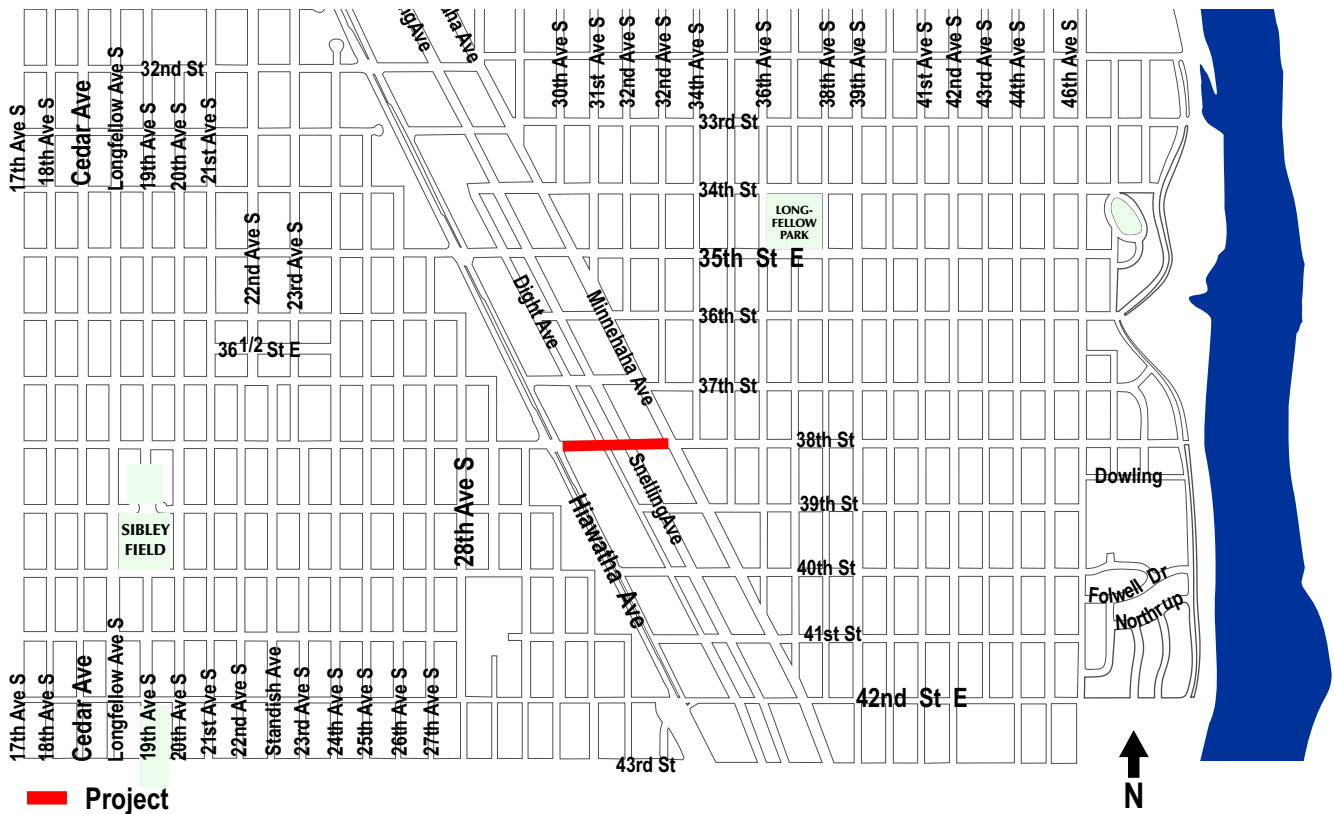 ngAve
aha Ave
32nd St
17th Ave S
18th Ave S
Cedar Ave
Longfellow Ave S
19th Ave S
20th Ave S
21st Ave S
30th Ave S
31st Ave S
32nd Ave S
32nd Ave S
34th Ave S
36th Ave S
38th Ave S
39th Ave S
41st Ave S
42nd Ave S
43rd Ave S
44th Ave S
46th Ave S
33rd St
34th St
LONG-
FELLOW
PARK
22nd Ave S
23rd Ave S
35th St E
Dight Ave
Minnehaha Ave
36th St
36 1/2 St E
37th St
38th St
28th Ave S
SnellingAve
Dowling
Hiawatha Ave
39th St
SIBLEY
FIELD
40th St
Folwell Dr
Northrup
41st St
17th Ave S
18th Ave S
Cedar Ave
Longfellow Ave S
19th Ave S
20th Ave S
21st Ave S
22nd Ave S
Standish Ave
23rd Ave S
24th Ave S
25th Ave S
26th Ave S
27th Ave S
42nd St E
43rd St
Project
N